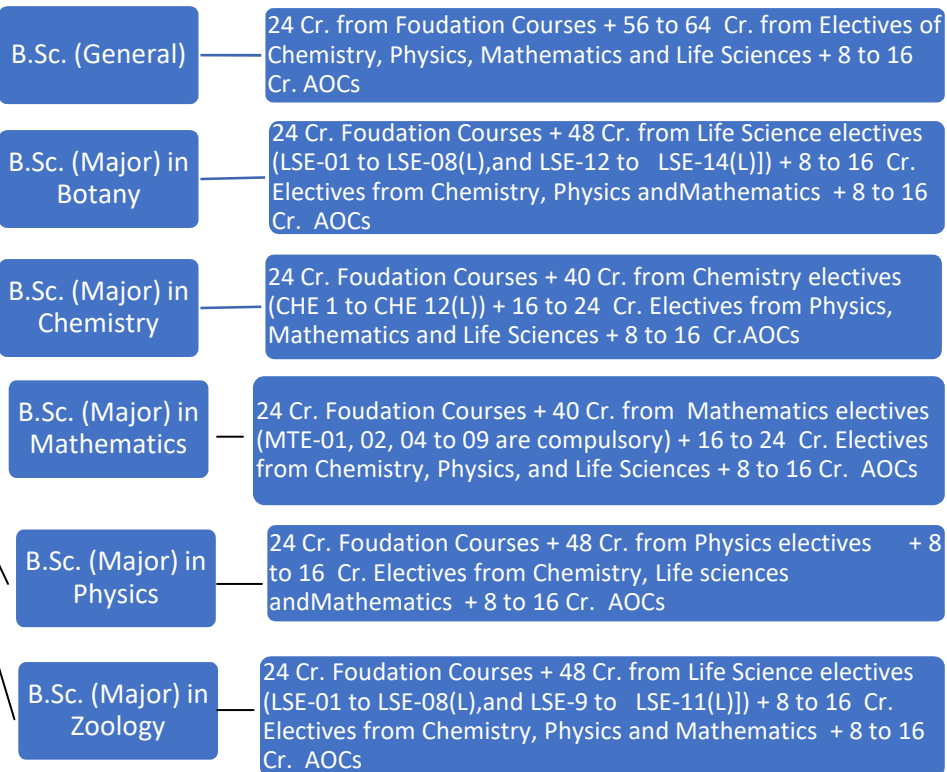 B.Sc. (General)
24 Cr. from Foudation Courses + 56 to 64 Cr. from Electives of
Chemistry, Physics, Mathematics and Life Sciences + 8 to 16
Cr. AOCs
B.Sc. (Major) in
Botany
24 Cr. Foudation Courses + 48 Cr. from Life Science electives
(LSE-01 to LSE-08(L),and LSE-12 to LSE-14(L)]) + 8 to 16 Cr.
Electives from Chemistry, Physics andMathematics + 8 to 16
Cr. AOCs
B.Sc. (Major) in
Chemistry
24 Cr. Foudation Courses + 40 Cr. from Chemistry electives
(CHE 1 to CHE 12(L)) + 16 to 24 Cr. Electives from Physics,
Mathematics and Life Sciences + 8 to 16 Cr.AOCs
B.Sc. (Major) in
Mathematics
24 Cr. Foudation Courses + 40 Cr. from Mathematics electives
(MTE-01, 02, 04 to 09 are compulsory) + 16 to 24 Cr. Electives
from Chemistry, Physics, and Life Sciences + 8 to 16 Cr. AOCs
B.Sc. (Major) in
Physics
24 Cr. Foudation Courses + 48 Cr. from Physics electives + 8
to 16 Cr. Electives from Chemistry, Life sciences
andMathematics + 8 to 16 Cr. AOCs
B.Sc. (Major) in
Zoology
24 Cr. Foudation Courses + 48 Cr. from Life Science electives
(LSE-01 to LSE-08(L),and LSE-9 to LSE-11(L)]) + 8 to 16 Cr.
Electives from Chemistry, Physics and Mathematics + 8 to 16
Cr. AOCs